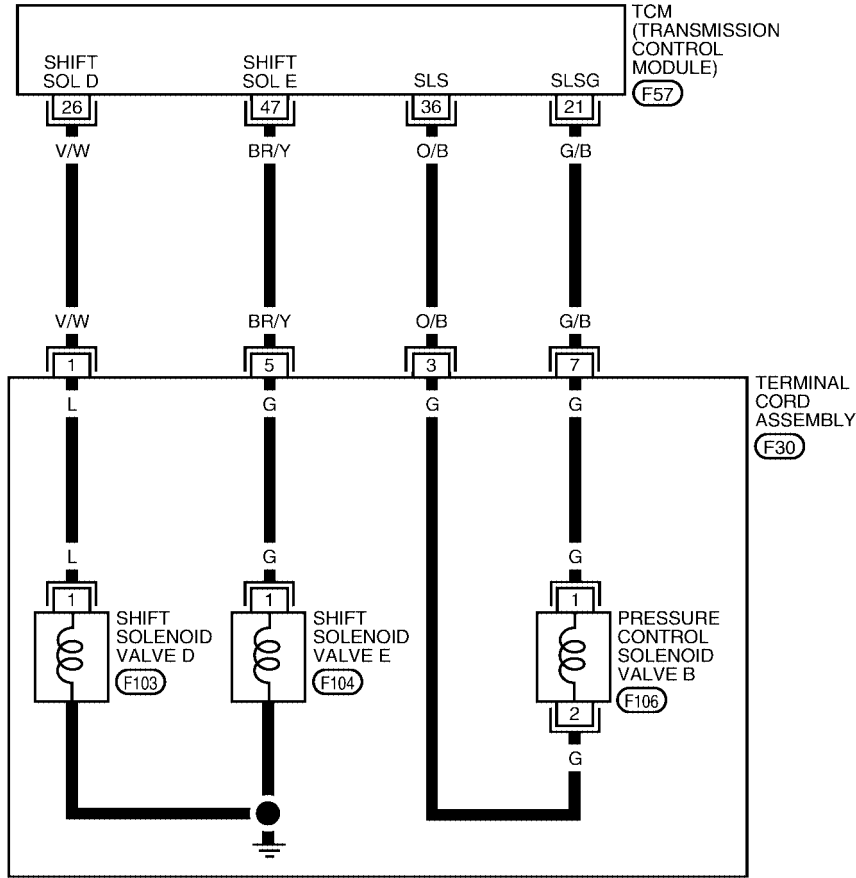 TCM
(TRANSMISSION
CONTROL
MODULE)
F57
SHIFT
SOL D
SHIFT
SOL E
SLS
SLSG
26
47
36
21
V/W
BR/Y
O/B
G/B
V/W
BR/Y
O/B
G/B
1
5
3
7
TERMINAL
CORD
ASSEMBLY
F30
L
G
G
G
L
G
G
1
1
1
SHIFT
SOLENOID
VALVE D
F103
SHIFT
SOLENOID
VALVE E
F104
PRESSURE
CONTROL
SOLENOID
VALVE B
F106
2
G